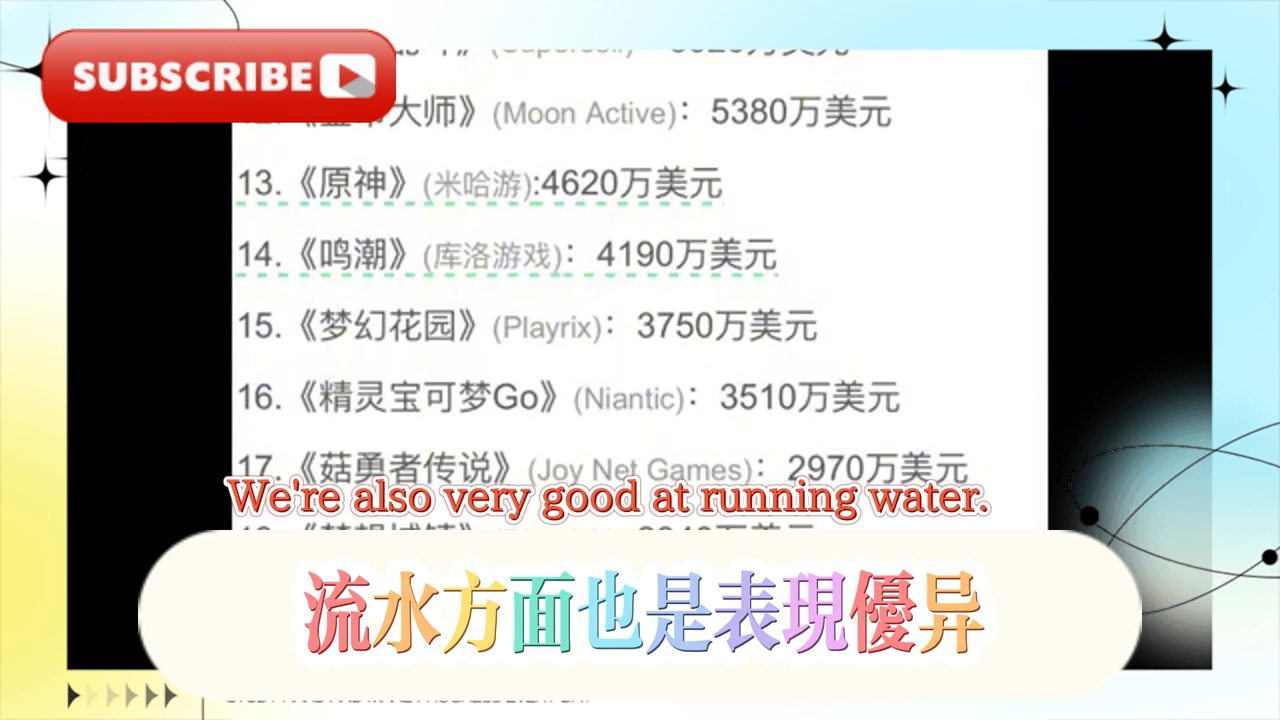 SUBSCRIBE
大师》(Moon Active)：5380万美元
13.《原神》(米哈游):4620万美元
14.《鸣潮》(库洛游戏)：4190万美元
15.《梦幻花园》(Playrix)：3750万美元
16.《精灵宝可梦Go》(Niantic)：3510万美元
17.《菇勇者传说》(Joy Net Games)：2970万美元
We're also very good at running water.
流水方面也是表現優异